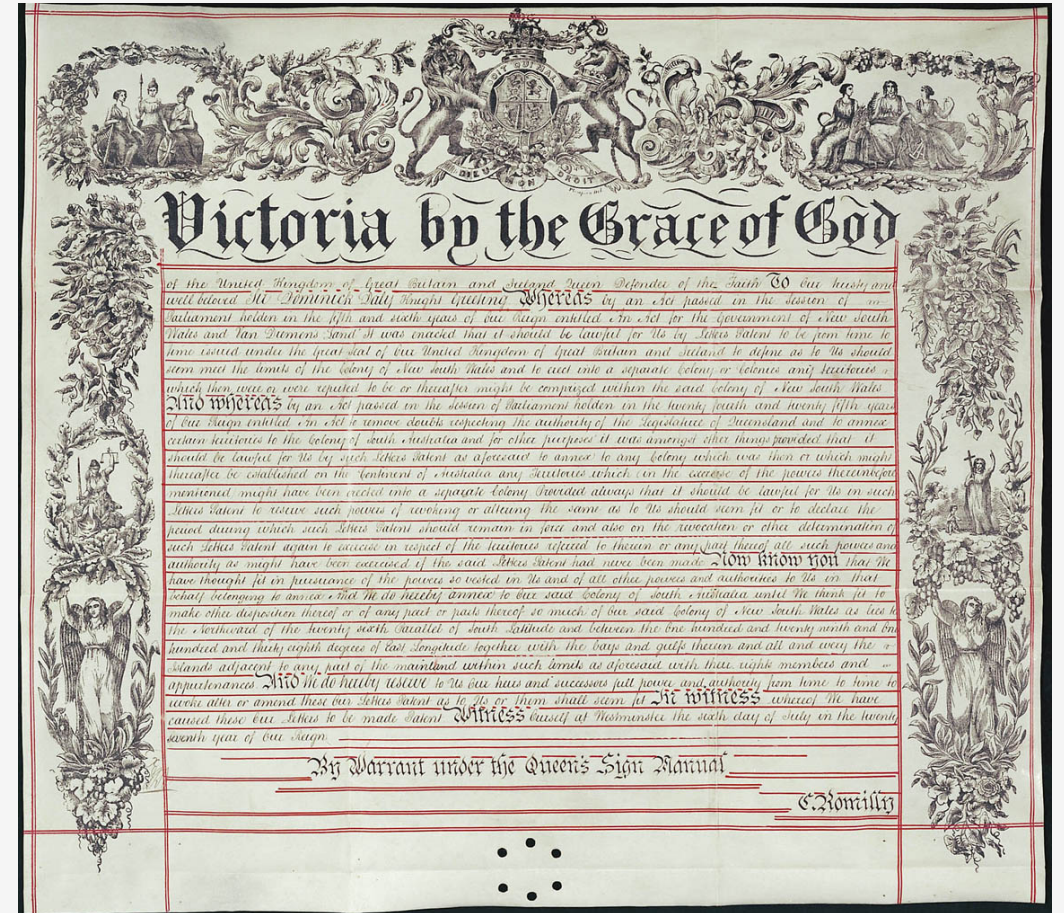 DIEU ET MON DROIT
Victoria by the Grace of God
of the United Kingdom of Great Britain and Ireland Queen Defender of the Faith To Our trusty and
well beloved Sir Dominick Daly Knight Greeting Whereas by an Act passed in the Session of
Parliament holden in the fifth and sixth years of Our Reign entitled An Act for the Government of New South
Wales and Van Diemens Land It was enacted that it should be lawful for Us by Letters Patent to be from time to
time issued under the Great Seal of Our United Kingdom of Great Britain and Ireland to define as to Us should
seem meet the limits of the Colony of New South Wales and to erect into a separate Colony or Colonies any territories
which then were or were reputed to be or thereafter might be comprized within the said Colony of New South Wales
And whereas by an Act passed in the Session of Parliament holden in the twenty fourth and twenty fifth years
of Our Reign entitled An Act to remove doubts respecting the authority of the Legislature of Queensland and to annex
certain territories to the Colony of South Australia and for other purposes it was amongst other things provided that it
should be lawful for Us by such Letters Patent as aforesaid to annex to any Colony which was then or which might
thereafter be established on the Continent of Australia any Territories which in the exercise of the powers thereinbefore
mentioned might have been erected into a separate Colony Provided always that it should be lawful for Us in such
Letters Patent to reserve such powers of revoking or altering the same as to Us should seem fit or to declare the
period during which such Letters Patent should remain in force and also on the revocation or other determination of
such Letters Patent again to exercise in respect of the territories referred to therein or any part thereof all such powers and
authority as might have been exercised if the said Letters Patent had never been made Now know you that We
have thought fit in pursuance of the powers so vested in Us and of all other powers and authorities to Us in that
behalf belonging to annex And We do hereby annex to Our said Colony of South Australia until We think fit to
make other disposition thereof or of any part or parts thereof so much of Our said Colony of New South Wales as lies to
the Northward of the twenty sixth Parallel of South Latitude and between the One hundred and twenty ninth and One
hundred and thirty eighth degrees of East Longitude together with the bays and gulfs therein and all and every the
Islands adjacent to any part of the mainland within such limits as aforesaid with their rights members and
appurtenances And We do hereby reserve to Us Our heirs and successors full power and authority from time to time to
revoke alter or amend these Our Letters Patent as to Us or them shall seem fit In witness whereof We have
caused these Our Letters to be made Patent Witness Ourself at Westminster the sixth day of July in the twenty
seventh year of Our Reign
By Warrant under the Queen's Sign Manual
C. Romilly